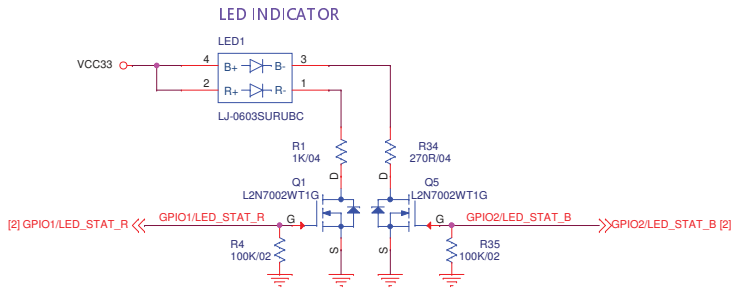 LED INDICATOR
LED1
VCC33
4
B+
B-
3
2
R+
R-
1
LJ-0603SURUBC
R1
1K/04
R34
270R/04
D
D
Q1
L2N7002WT1G
Q5
L2N7002WT1G
[2] GPIO1/LED_STAT_R
GPIO1/LED_STAT_R
G
G
GPIO2/LED_STAT_B
GPIO2/LED_STAT_B [2]
R4
100K/02
S
S
R35
100K/02